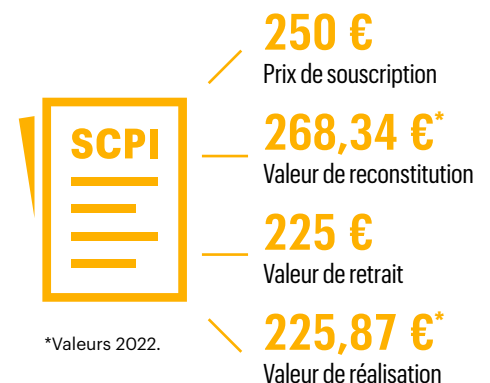 250 €
Prix de souscription
SCPI
268,34 €*
Valeur de reconstitution
225 €
Valeur de retrait
*Valeurs 2022.
225,87 €*
Valeur de réalisation